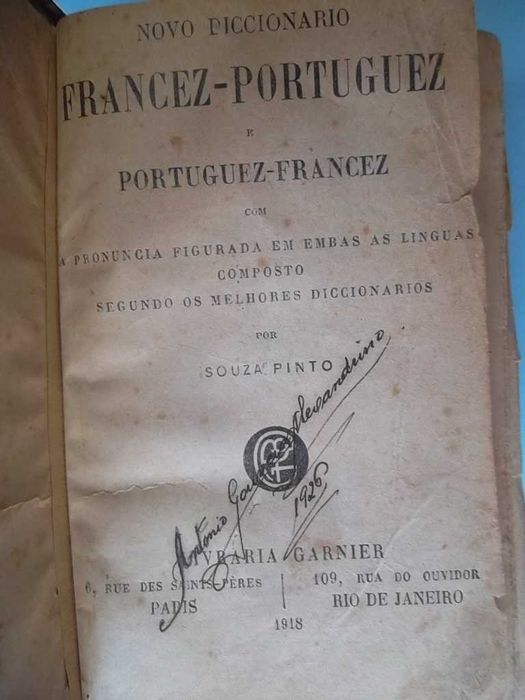 NOVO DICCIONARIO
FRANCEZ-PORTUGUEZ
E
PORTUGUEZ-FRANCEZ
COM
A PRONUNCIA FIGURADA EM EMBAS AS LINGUAS
COMPOSTO
SEGUNDO OS MELHORES DICCIONARIOS
POR
SOUZA PINTO
Antonio Alexandrino
1926
VRARIA GARNIER
6, RUE DES SAINTS-PÈRES
PARIS
109, RUA DO OUVIDOR
RIO DE JANEIRO
1918